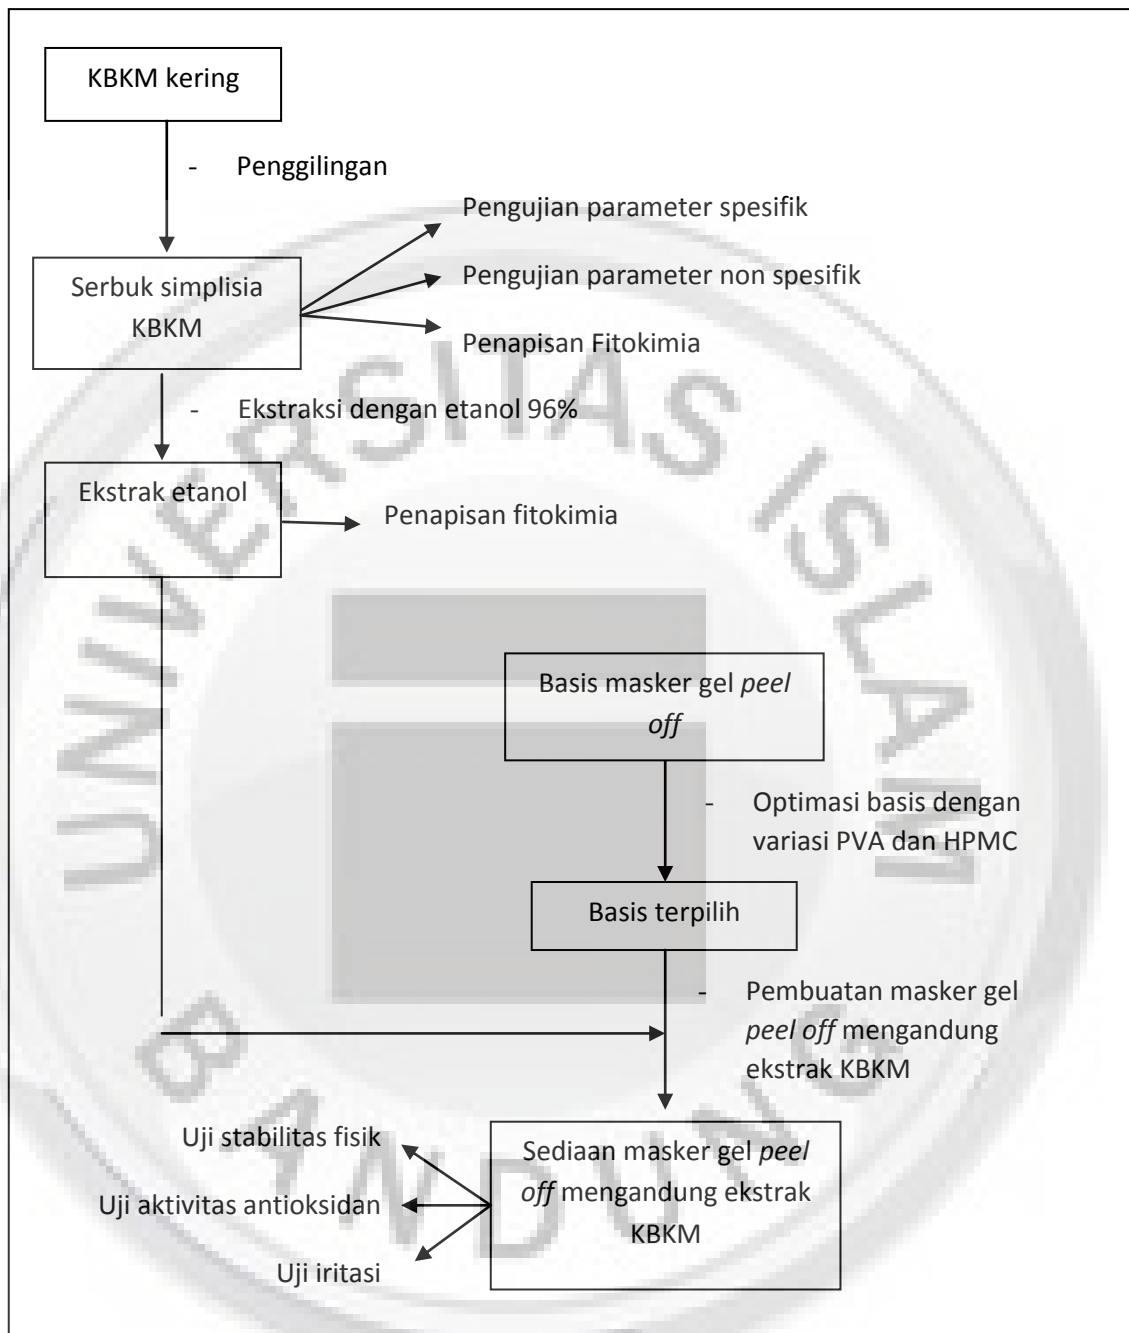 KBKM kering
- Penggilingan
Pengujian parameter spesifik
Pengujian parameter non spesifik
Penapisan Fitokimia
Serbuk simplisia
KBKM
- Ekstraksi dengan etanol 96%
Ekstrak etanol
Penapisan fitokimia
Basis masker gel peel
off
- Optimasi basis dengan
variasi PVA dan HPMC
Basis terpilih
- Pembuatan masker gel
peel off mengandung
ekstrak KBKM
Sediaan masker gel peel
off mengandung ekstrak
KBKM
Uji stabilitas fisik
Uji aktivitas antioksidan
Uji iritasi
UNIVERSITAS ISLAM
BANDUNG